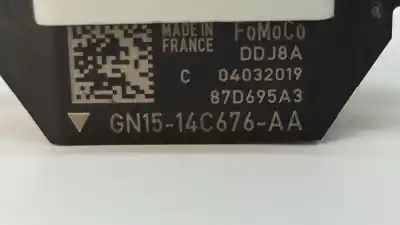 MADE IN FoMoCo
FRANCE DDJ8A
C 04032019
87D695A3
GN15-14C676-AA